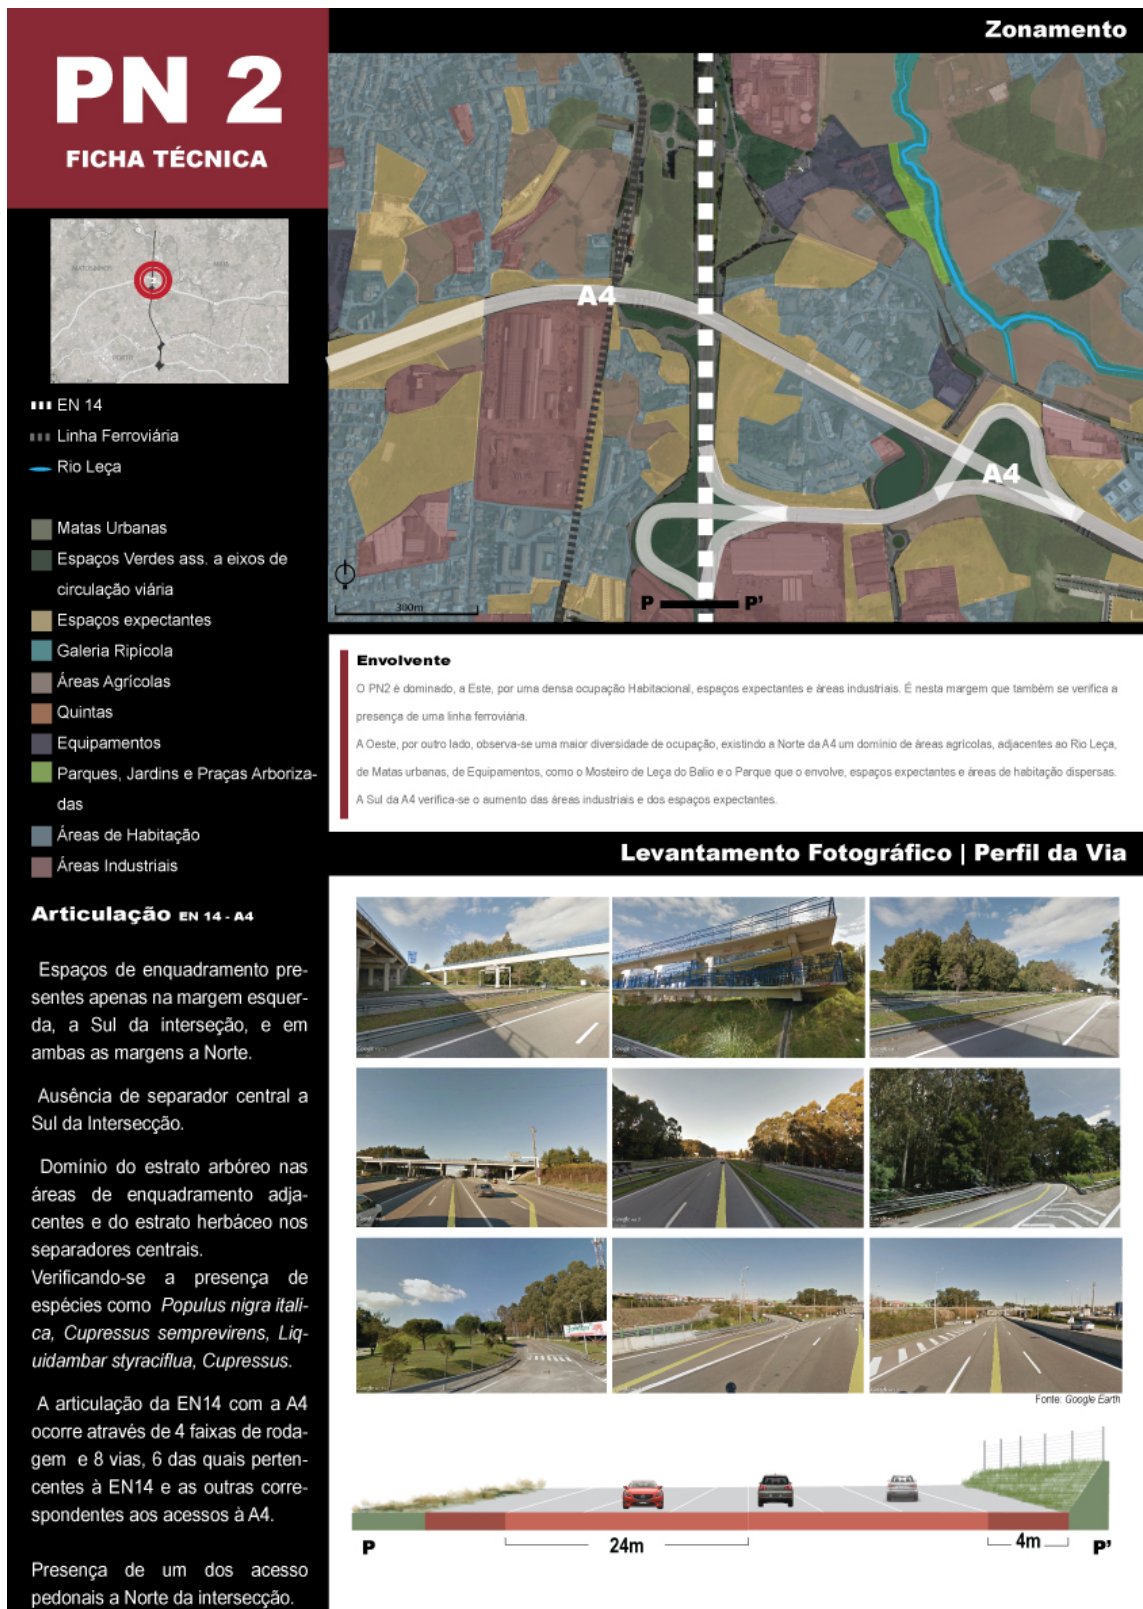 PN 2
FICHA TÉCNICA
MATOSINHOS
MAIA
PORTO
EN 14
Linha Ferroviária
Rio Leça
Matas Urbanas
Espaços Verdes ass. a eixos de
circulação viária
Espaços expectantes
Galeria Ripícola
Áreas Agrícolas
Quintas
Equipamentos
Parques, Jardins e Praças Arboriza-
das
Áreas de Habitação
Áreas Industriais
Articulação EN 14 - A4
Espaços de enquadramento pre-
sentes apenas na margem esquer-
da, a Sul da interseção, e em
ambas as margens a Norte.
Ausência de separador central a
Sul da Intersecção.
Domínio do estrato arbóreo nas
áreas de enquadramento adja-
centes e do estrato herbáceo nos
separadores centrais.
Verificando-se a presença de
espécies como Populus nigra itali-
ca, Cupressus semprevirens, Liq-
uidambar styraciflua, Cupressus.
A articulação da EN14 com a A4
ocorre através de 4 faixas de roda-
gem e 8 vias, 6 das quais perten-
centes à EN14 e as outras corre-
spondentes aos acessos à A4.
Presença de um dos acesso
pedonais a Norte da intersecção.
Zonamento
A4
A4
300m
P P'
Envolvente
O PN2 é dominado, a Este, por uma densa ocupação Habitacional, espaços expectantes e áreas industriais. É nesta margem que também se verifica a
presença de uma linha ferroviária.
A Oeste, por outro lado, observa-se uma maior diversidade de ocupação, existindo a Norte da A4 um domínio de áreas agrícolas, adjacentes ao Rio Leça,
de Matas urbanas, de Equipamentos, como o Mosteiro de Leça do Balio e o Parque que o envolve, espaços expectantes e áreas de habitação dispersas.
A Sul da A4 verifica-se o aumento das áreas industriais e dos espaços expectantes.
Levantamento Fotográfico | Perfil da Via
Fonte: Google Earth
P 24m 4m P'